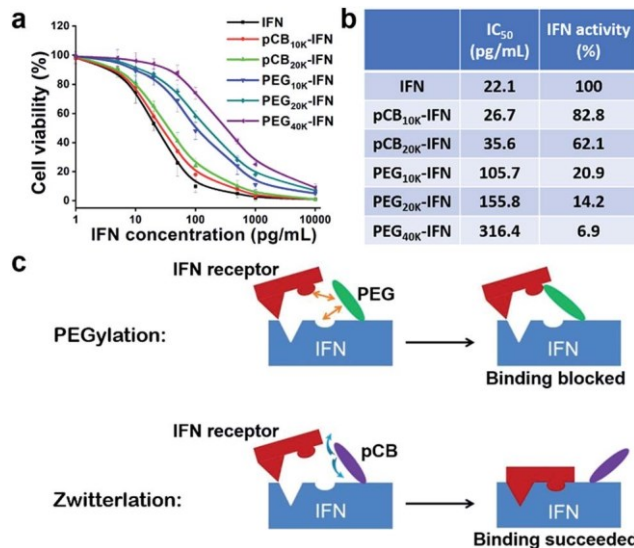 a
IFN
pCB10K-IFN
pCB20K-IFN
PEG10K-IFN
PEG20K-IFN
PEG40K-IFN
Cell viability (%)
120
100
80
60
40
20
0
1 10 100 1000 10000
IFN concentration (pg/mL)
b
IC50 (pg/mL) IFN activity (%)
IFN 22.1 100
pCB10K-IFN 26.7 82.8
pCB20K-IFN 35.6 62.1
PEG10K-IFN 105.7 20.9
PEG20K-IFN 155.8 14.2
PEG40K-IFN 316.4 6.9
c
IFN receptor
PEG
PEGylation:
IFN
IFN
Binding blocked
IFN receptor
pCB
Zwitterlation:
IFN
IFN
Binding succeeded